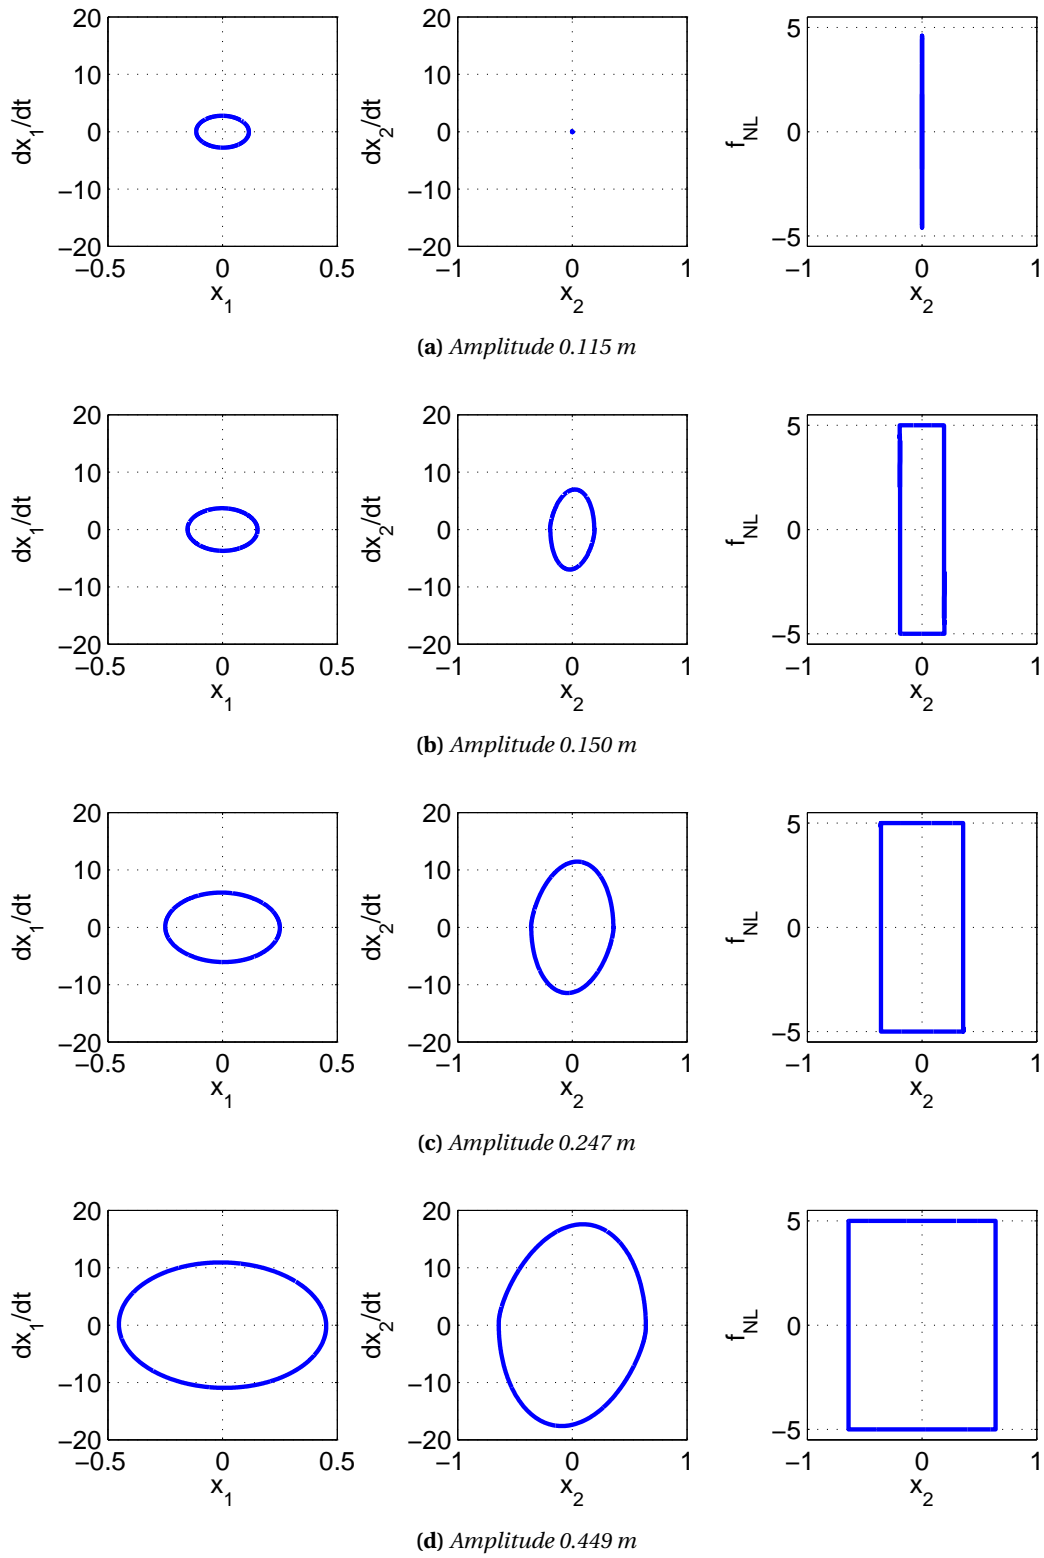 20
10
0
−10
−20
−0.5 0 0.5
dx1/dt
x1
20
10
0
−10
−20
−1 0 1
dx2/dt
x2
5
0
−5
−1 0 1
fNL
x2
(a) Amplitude 0.115 m
20
10
0
−10
−20
−0.5 0 0.5
dx1/dt
x1
20
10
0
−10
−20
−1 0 1
dx2/dt
x2
5
0
−5
−1 0 1
fNL
x2
(b) Amplitude 0.150 m
20
10
0
−10
−20
−0.5 0 0.5
dx1/dt
x1
20
10
0
−10
−20
−1 0 1
dx2/dt
x2
5
0
−5
−1 0 1
fNL
x2
(c) Amplitude 0.247 m
20
10
0
−10
−20
−0.5 0 0.5
dx1/dt
x1
20
10
0
−10
−20
−1 0 1
dx2/dt
x2
5
0
−5
−1 0 1
fNL
x2
(d) Amplitude 0.449 m